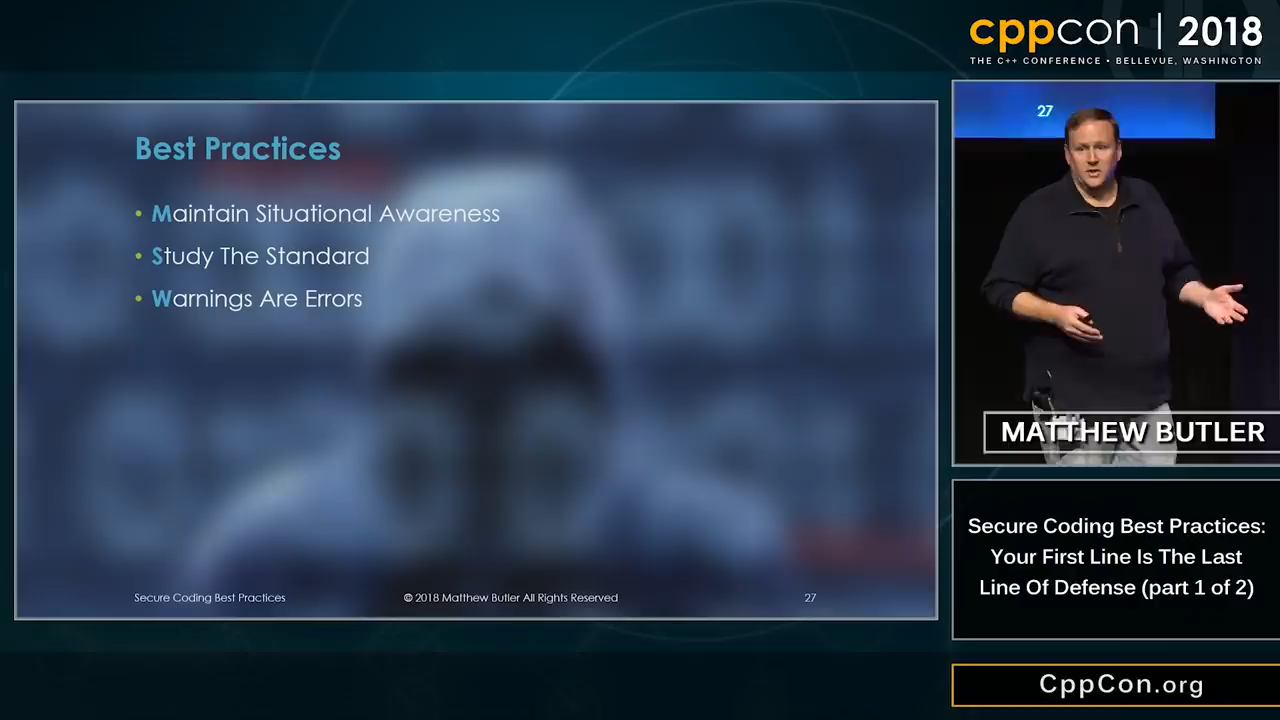 cppcon | 2018
THE C++ CONFERENCE • BELLEVUE, WASHINGTON
Best Practices
• Maintain Situational Awareness
• Study The Standard
• Warnings Are Errors
Secure Coding Best Practices
© 2018 Matthew Butler All Rights Reserved
27
27
MATTHEW BUTLER
Secure Coding Best Practices:
Your First Line Is The Last
Line Of Defense (part 1 of 2)
CppCon.org